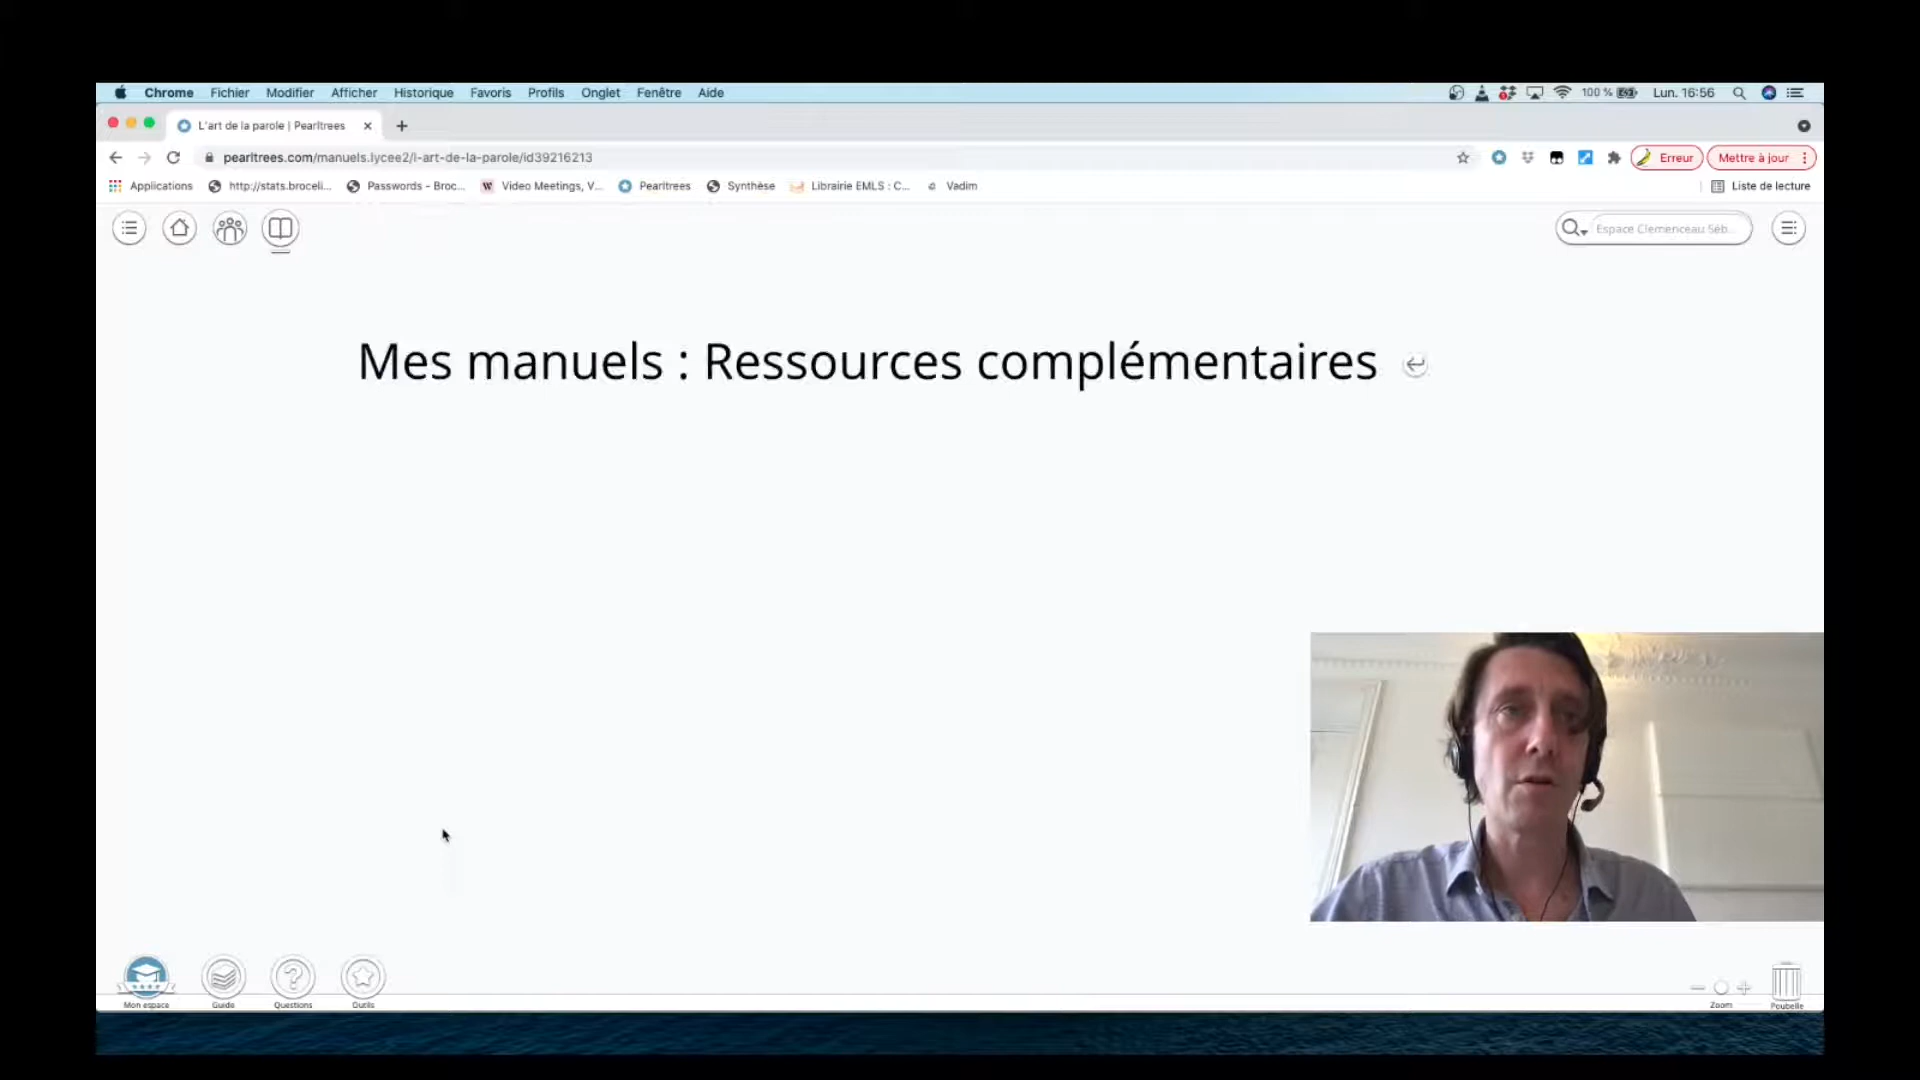 Chrome Fichier Modifier Afficher Historique Favoris Profils Onglet Fenêtre Aide 100 % Lun. 16:56
L'art de la parole | Pearltrees
pearltrees.com/manuels.lycee2/l-art-de-la-parole/id39216213 Erreur Mettre à jour
Applications http://stats.broceli... Passwords - Broc... W Video Meetings, V... Pearltrees Synthèse Librairie EMLS : C... d Vadim Liste de lecture
Espace Clemenceau Séb...
Mes manuels : Ressources complémentaires
Mon espace Guide Questions Outils Zoom Poubelle